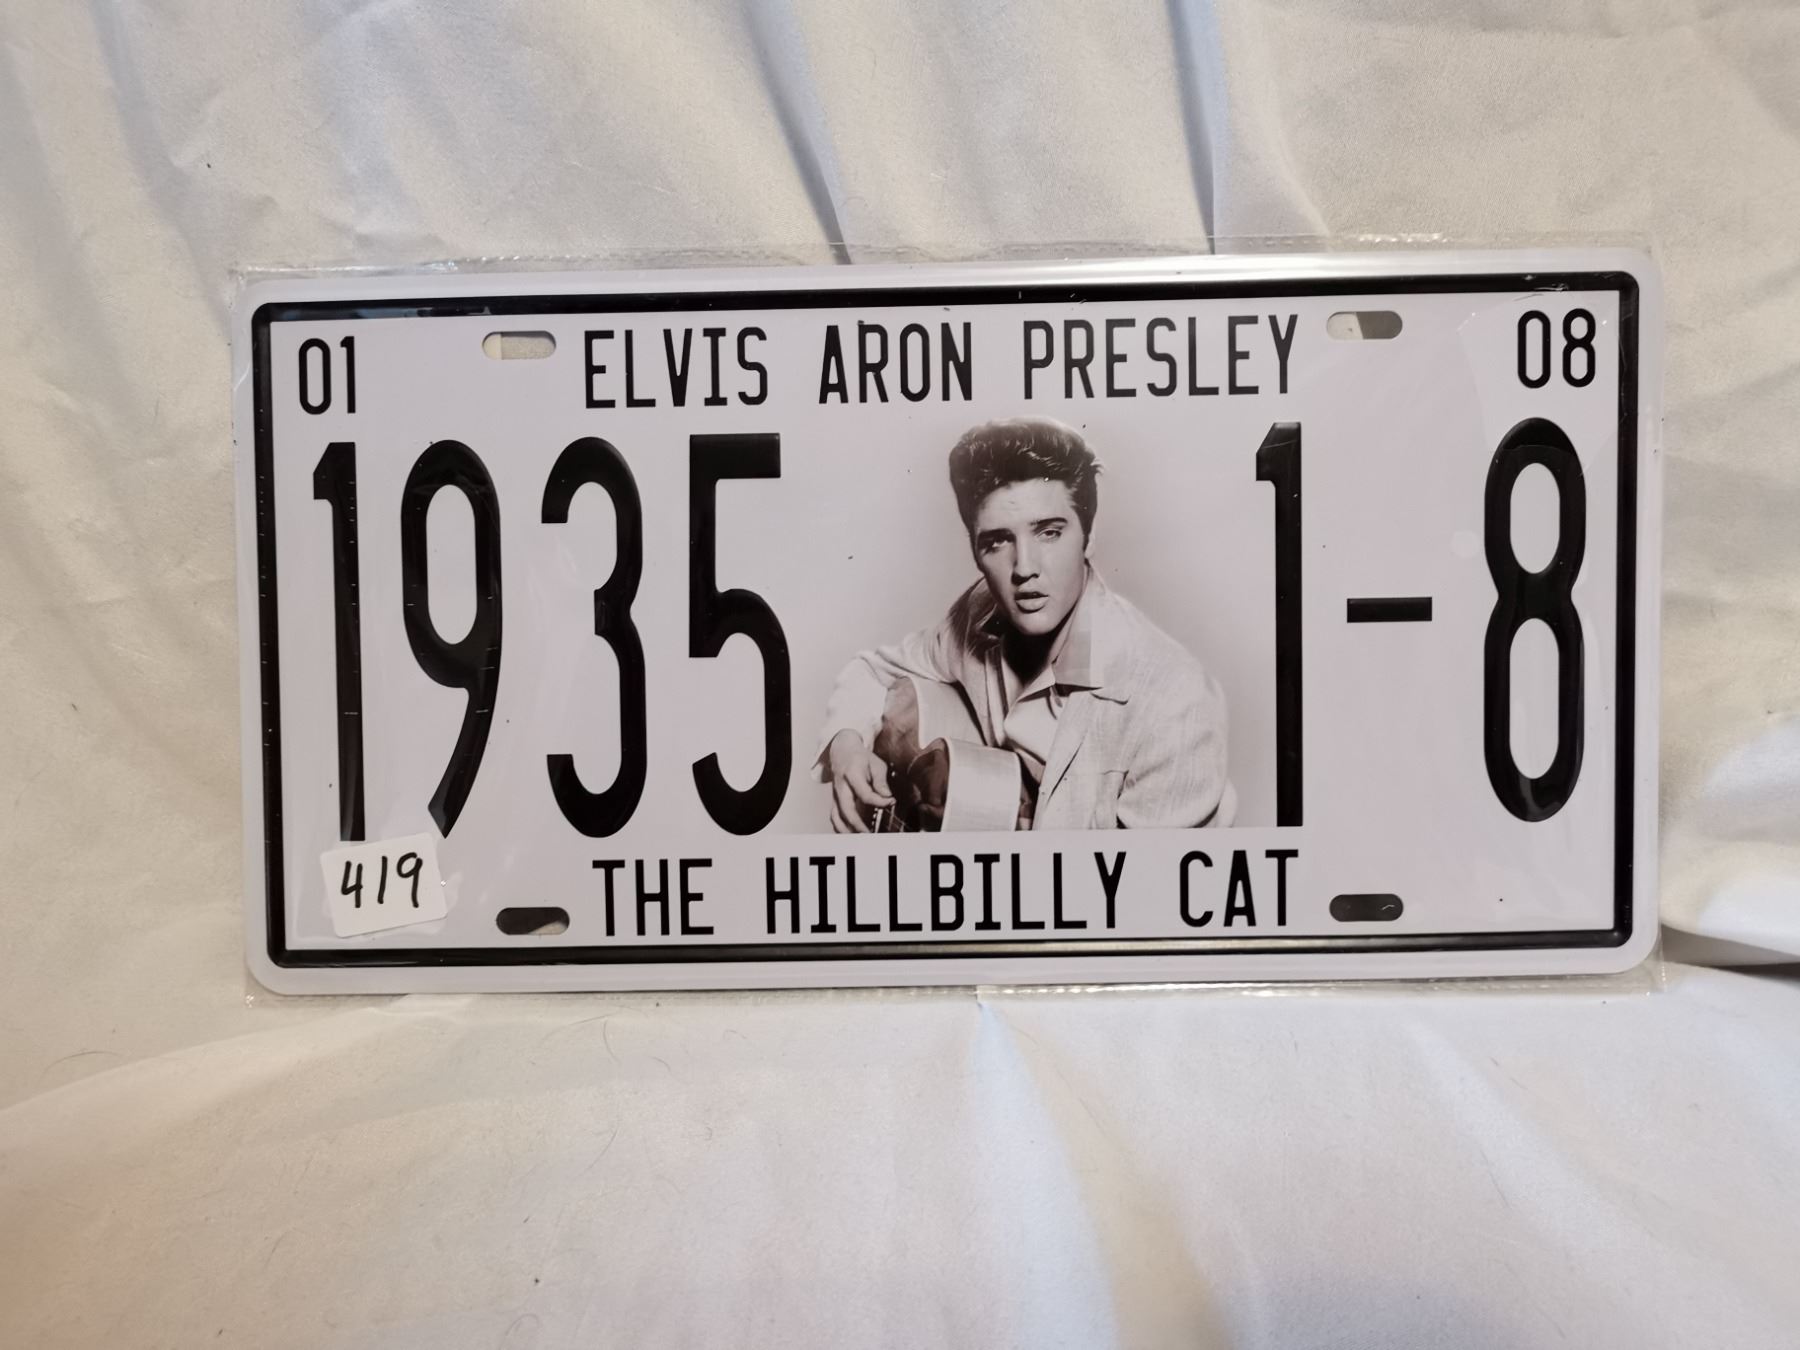 01 ELVIS ARON PRESLEY 08
1935 1-8
419 THE HILLBILLY CAT